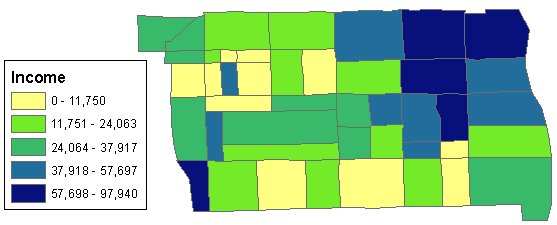 Income
0 - 11,750
11,751 - 24,063
24,064 - 37,917
37,918 - 57,697
57,698 - 97,940